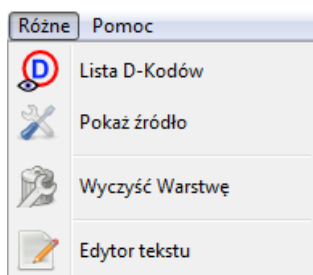 Różne Pomoc
D Lista D-Kodów
Pokaż źródło
Wyczyść Warstwę
Edytor tekstu